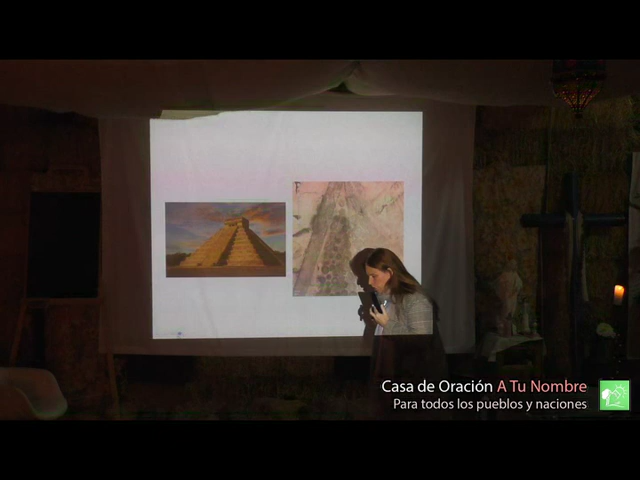 F
Casa de Oración A Tu Nombre
Para todos los pueblos y naciones